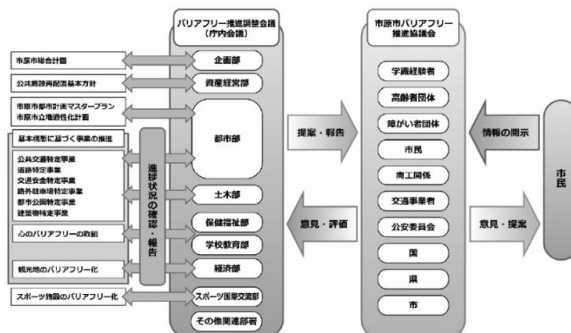 バリアフリー推進調整会議
(庁内会議)
市原市バリアフリー
推進協議会
市原市総合計画
公共施設再配置基本方針
市原市都市計画マスタープラン
市原市立地適性化計画
基本構想に基づく事業の推進
公共交通特定事業
道路特定事業
交通安全特定事業
路外駐車場特定事業
都市公園特定事業
建築物特定事業
心のバリアフリーの取組
観光地のバリアフリー化
スポーツ施設のバリアフリー化
進捗状況の確認・報告
企画部
資産経営部
都市部
土木部
保健福祉部
学校教育部
経済部
スポーツ国際交流部
その他関連部署
提案・報告
意見・評価
学識経験者
高齢者団体
障がい者団体
市民
商工関係
交通事業者
公安委員会
国
県
市
情報の開示
意見・提案
市民